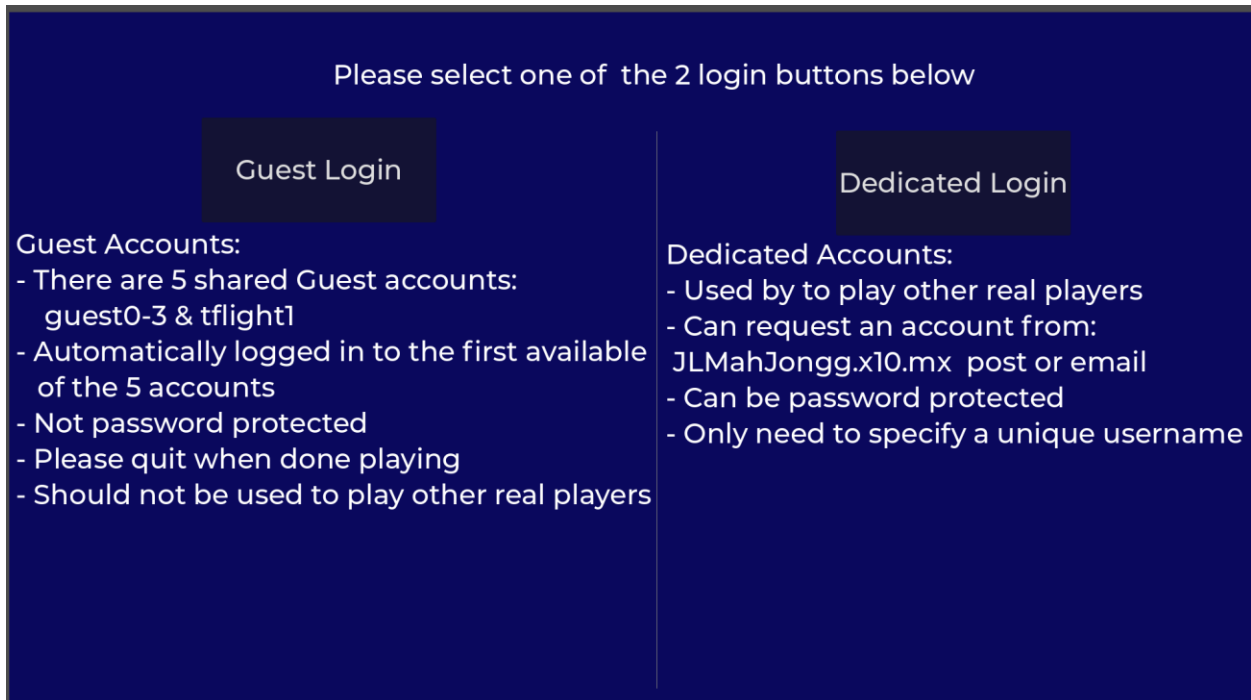 Please select one of  the 2 login buttons below
Guest Login
Guest Accounts:
- There are 5 shared Guest accounts:
guest0-3 & tflight1
- Automatically logged in to the first available
of the 5 accounts
- Not password protected
- Please quit when done playing
- Should not be used to play other real players
Dedicated Login
Dedicated Accounts:
- Used by to play other real players
- Can request an account from:
JLMahJongg.x10.mx  post or email
- Can be password protected
- Only need to specify a unique username